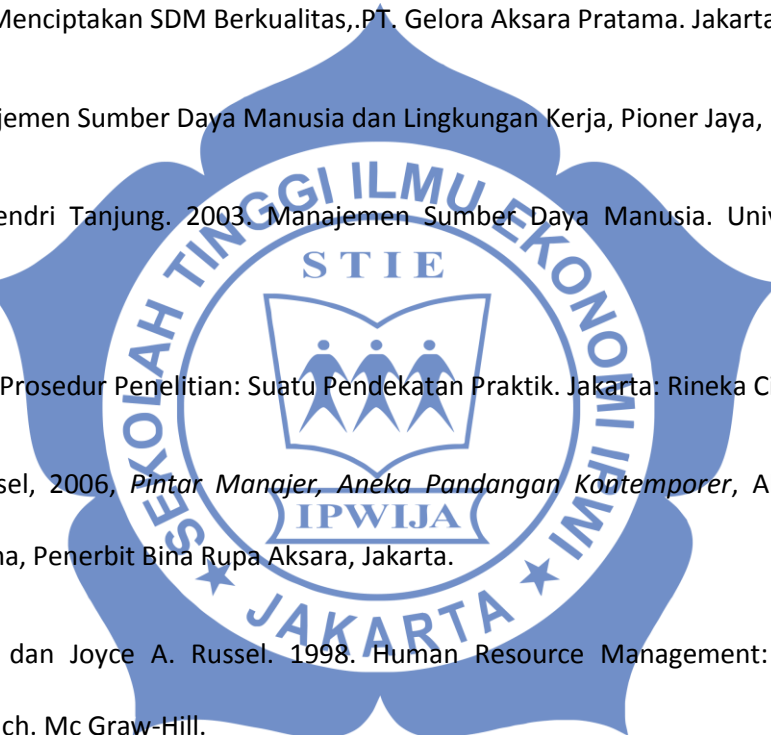 Menciptakan SDM Berkualitas,.PT. Gelora Aksara Pratama. Jakarta
jemen Sumber Daya Manusia dan Lingkungan Kerja, Pioner Jaya,
endri Tanjung. 2003. Manajemen Sumber Daya Manusia. Univ
SEKOLAH TINGGI ILMU EKONOMI IPWI
STIE
Prosedur Penelitian: Suatu Pendekatan Praktik. Jakarta: Rineka Ci
sel, 2006, Pintar Manajer, Aneka Pandangan Kontemporer, A
IPWIJA
na, Penerbit Bina Rupa Aksara, Jakarta.
★ JAKARTA ★
dan Joyce A. Russel. 1998. Human Resource Management:
ch. Mc Graw-Hill.